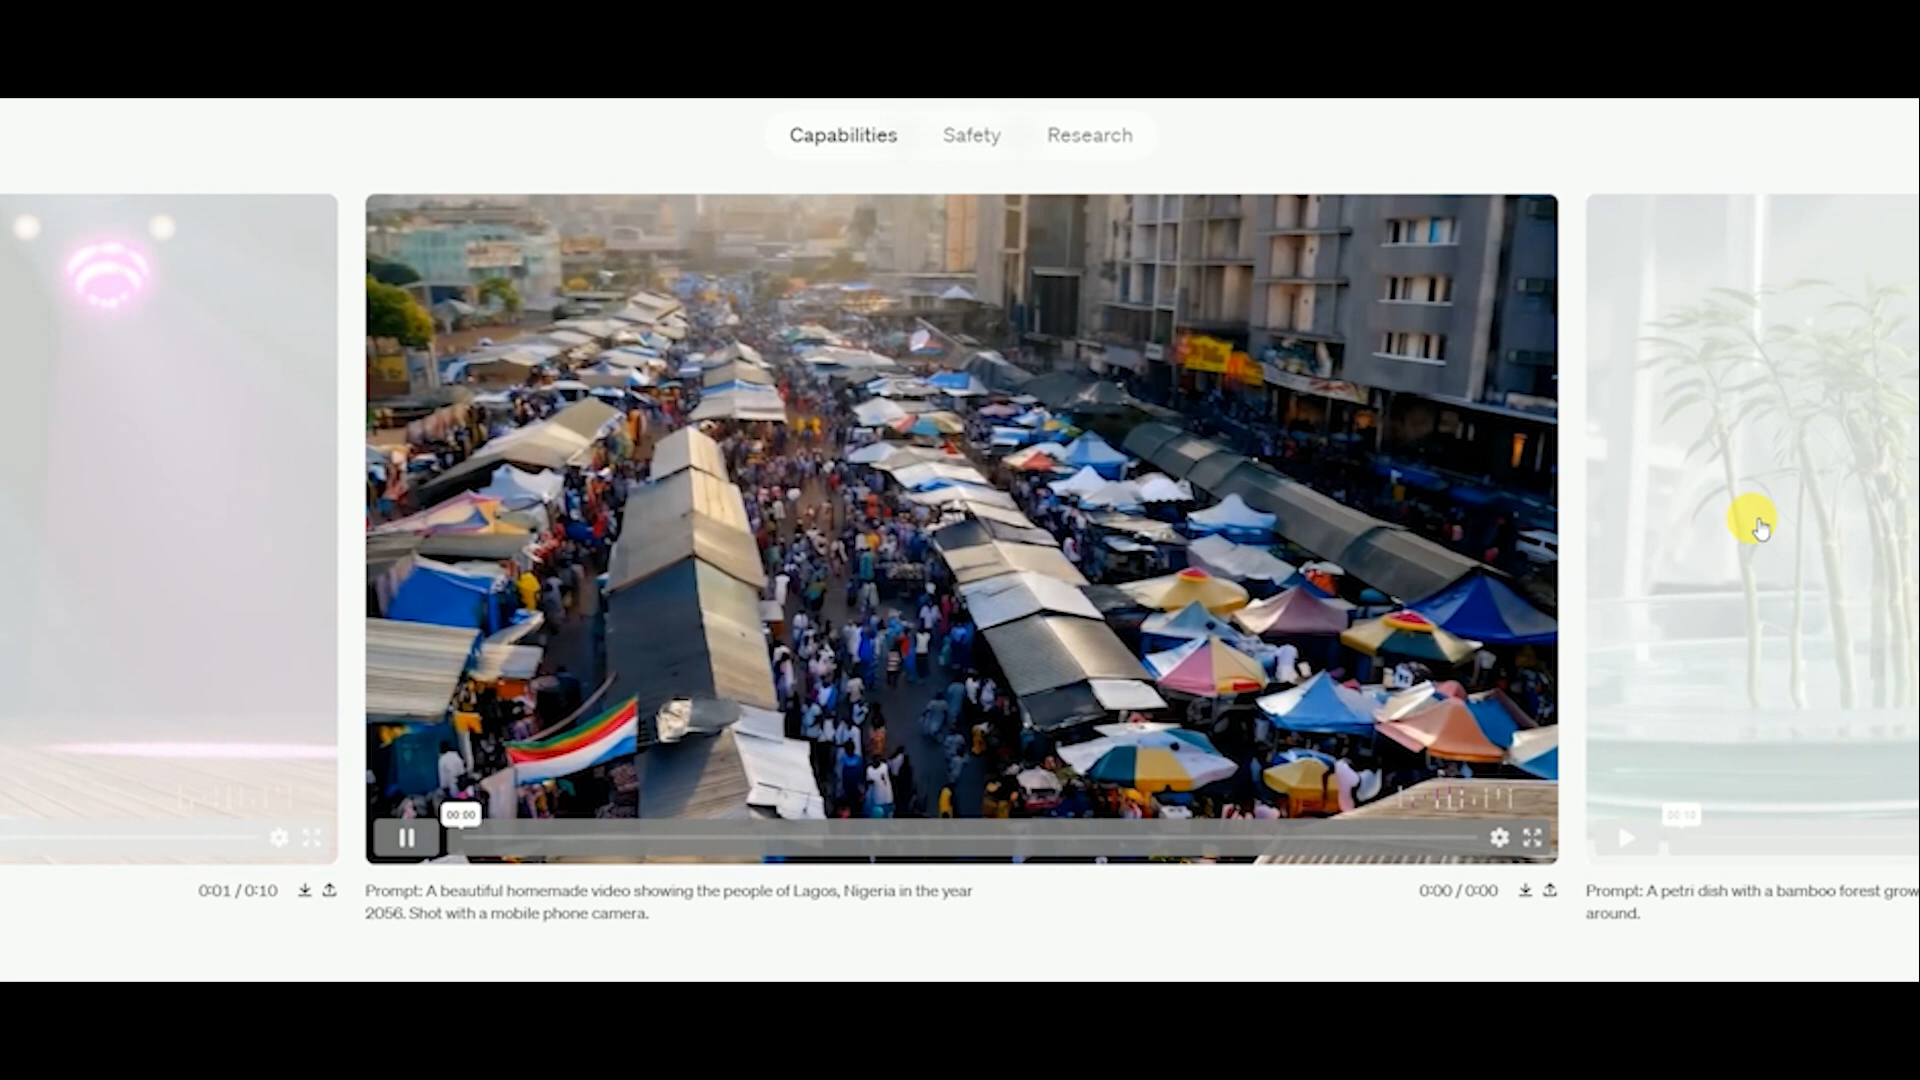 Capabilities
Safety
Research
00:00
00:10
0:01 / 0:10
Prompt: A beautiful homemade video showing the people of Lagos, Nigeria in the year
2056. Shot with a mobile phone camera.
0:00 / 0:00
Prompt: A petri dish with a bamboo forest grow
around.